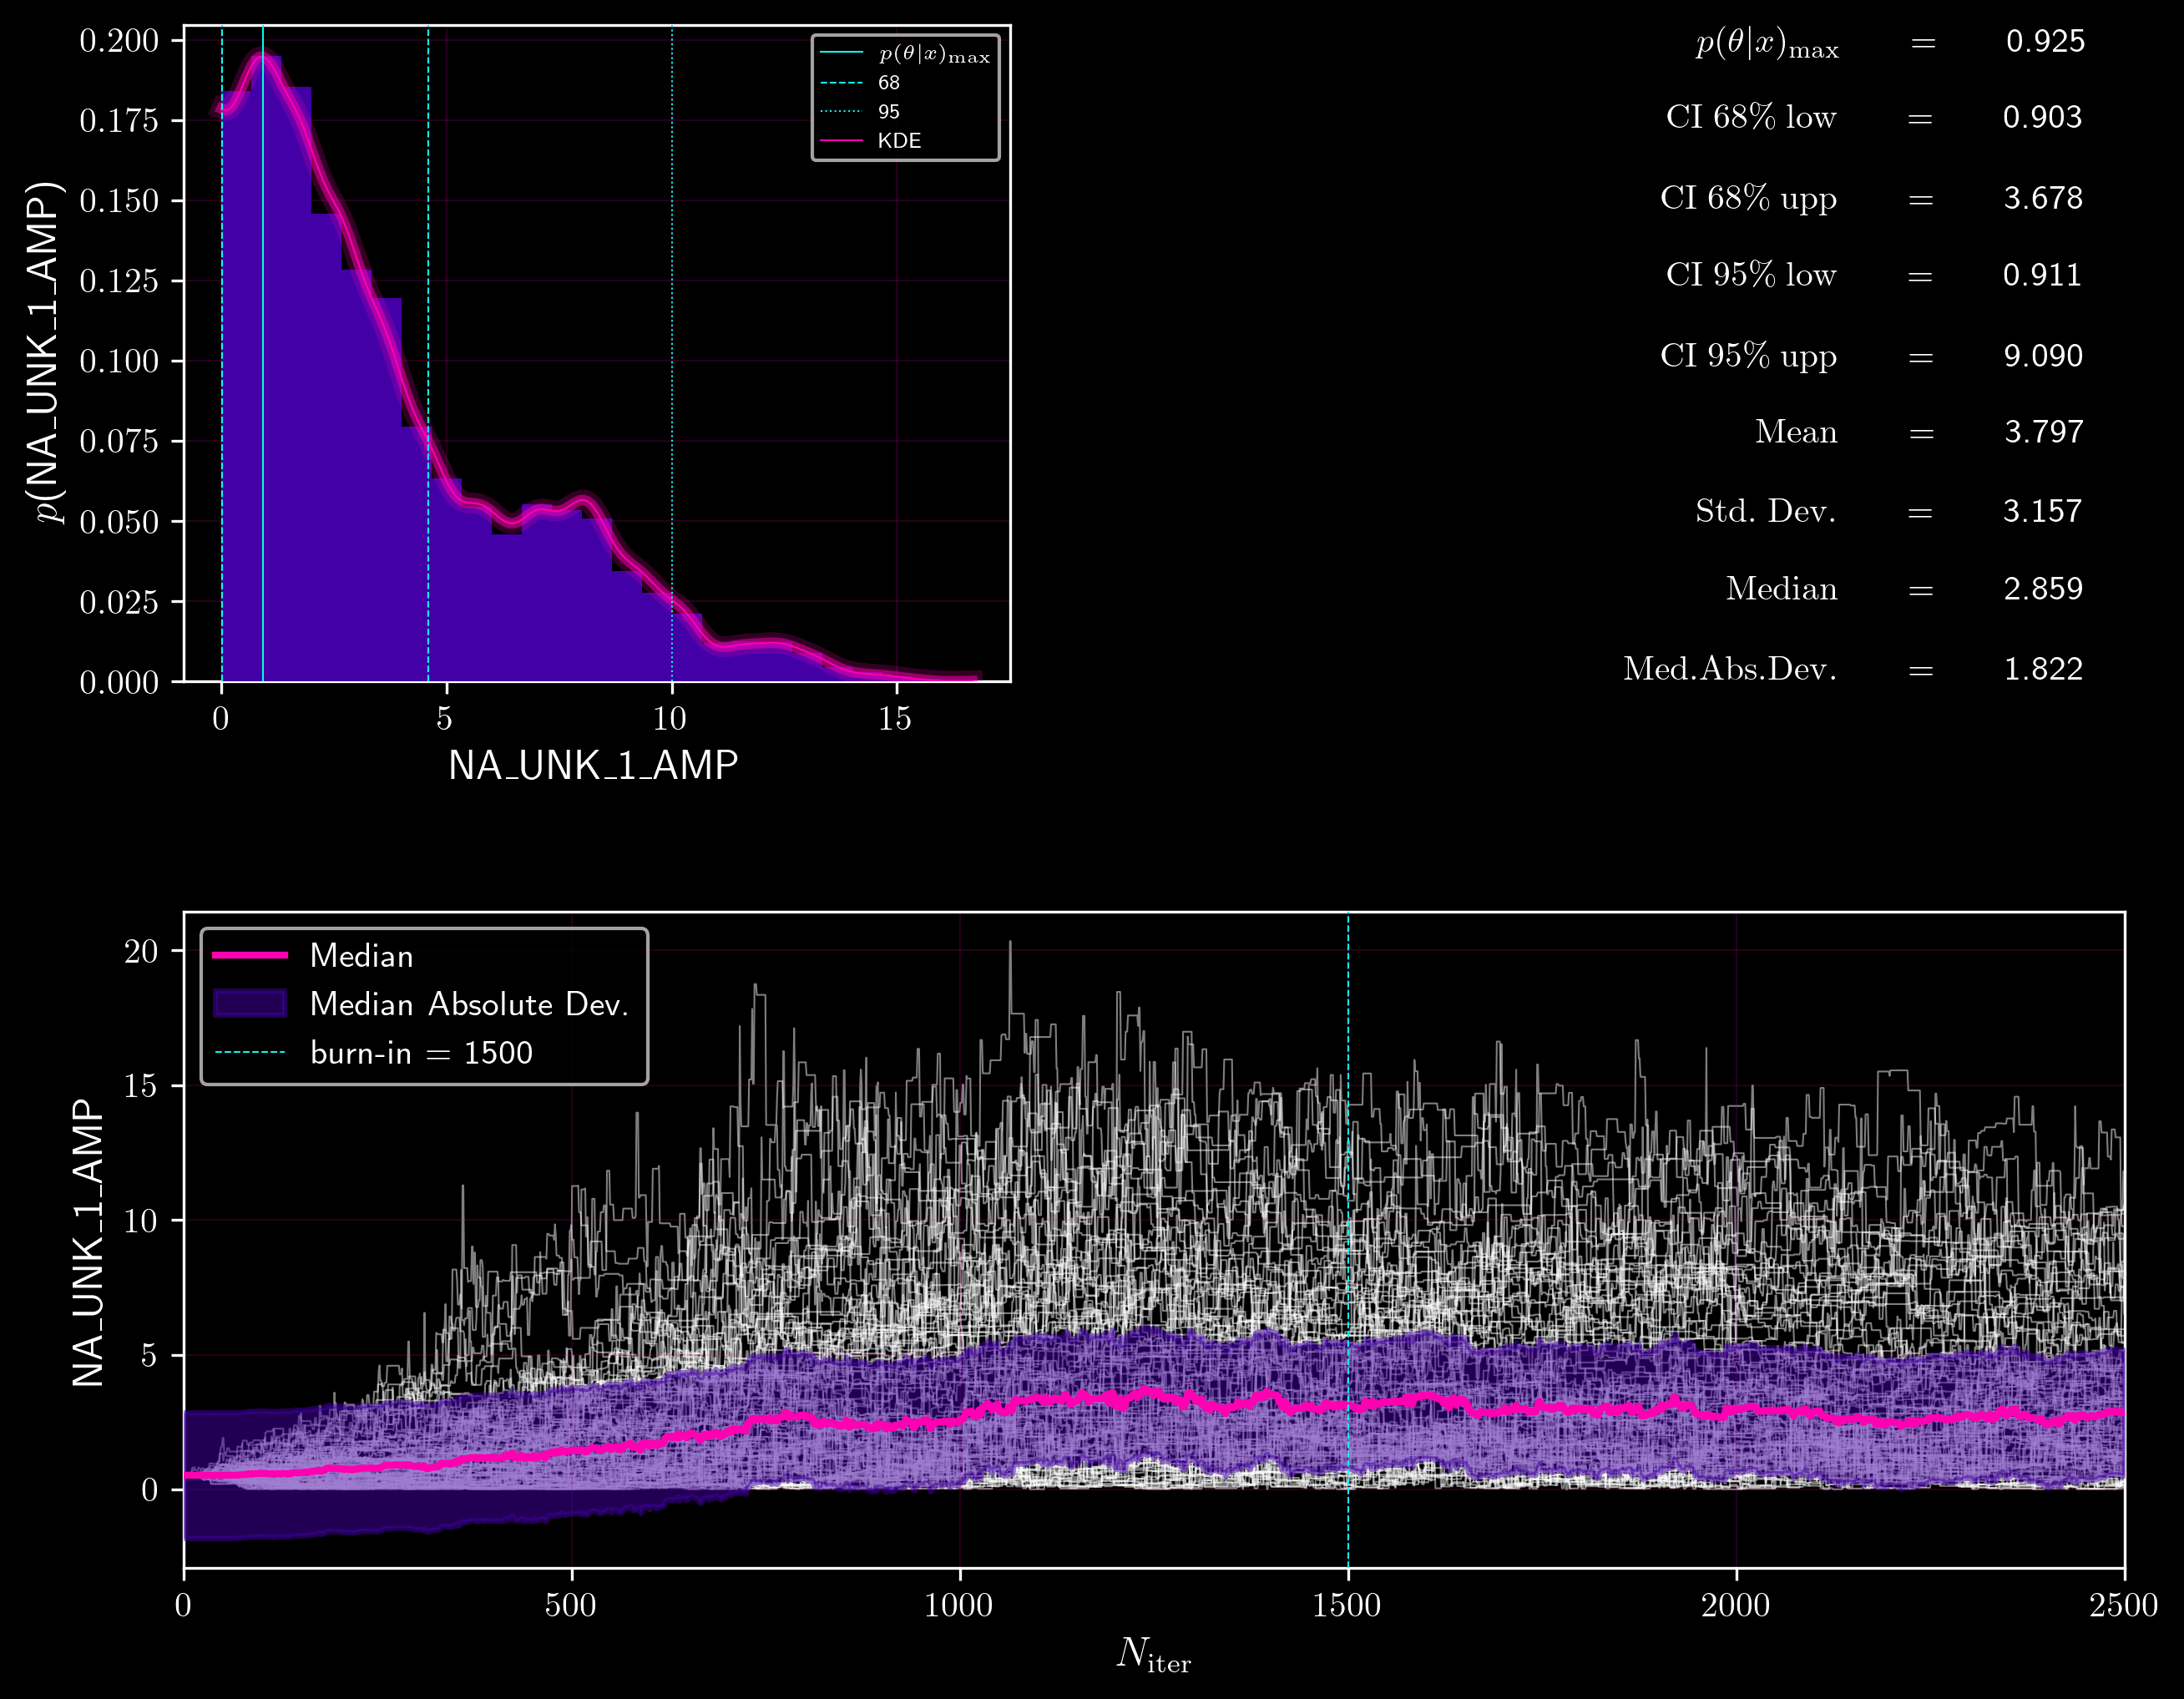 0.200
0.175
0.150
0.125
0.100
0.075
0.050
0.025
0.000
p(NA_UNK_1_AMP)
0 5 10 15
NA_UNK_1_AMP
p(θ|x)max
68
95
KDE
p(θ|x)max = 0.925
CI 68% low = 0.903
CI 68% upp = 3.678
CI 95% low = 0.911
CI 95% upp = 9.090
Mean = 3.797
Std. Dev. = 3.157
Median = 2.859
Med.Abs.Dev. = 1.822
20
15
10
5
0
NA_UNK_1_AMP
Median
Median Absolute Dev.
burn-in = 1500
0 500 1000 1500 2000 2500
Niter